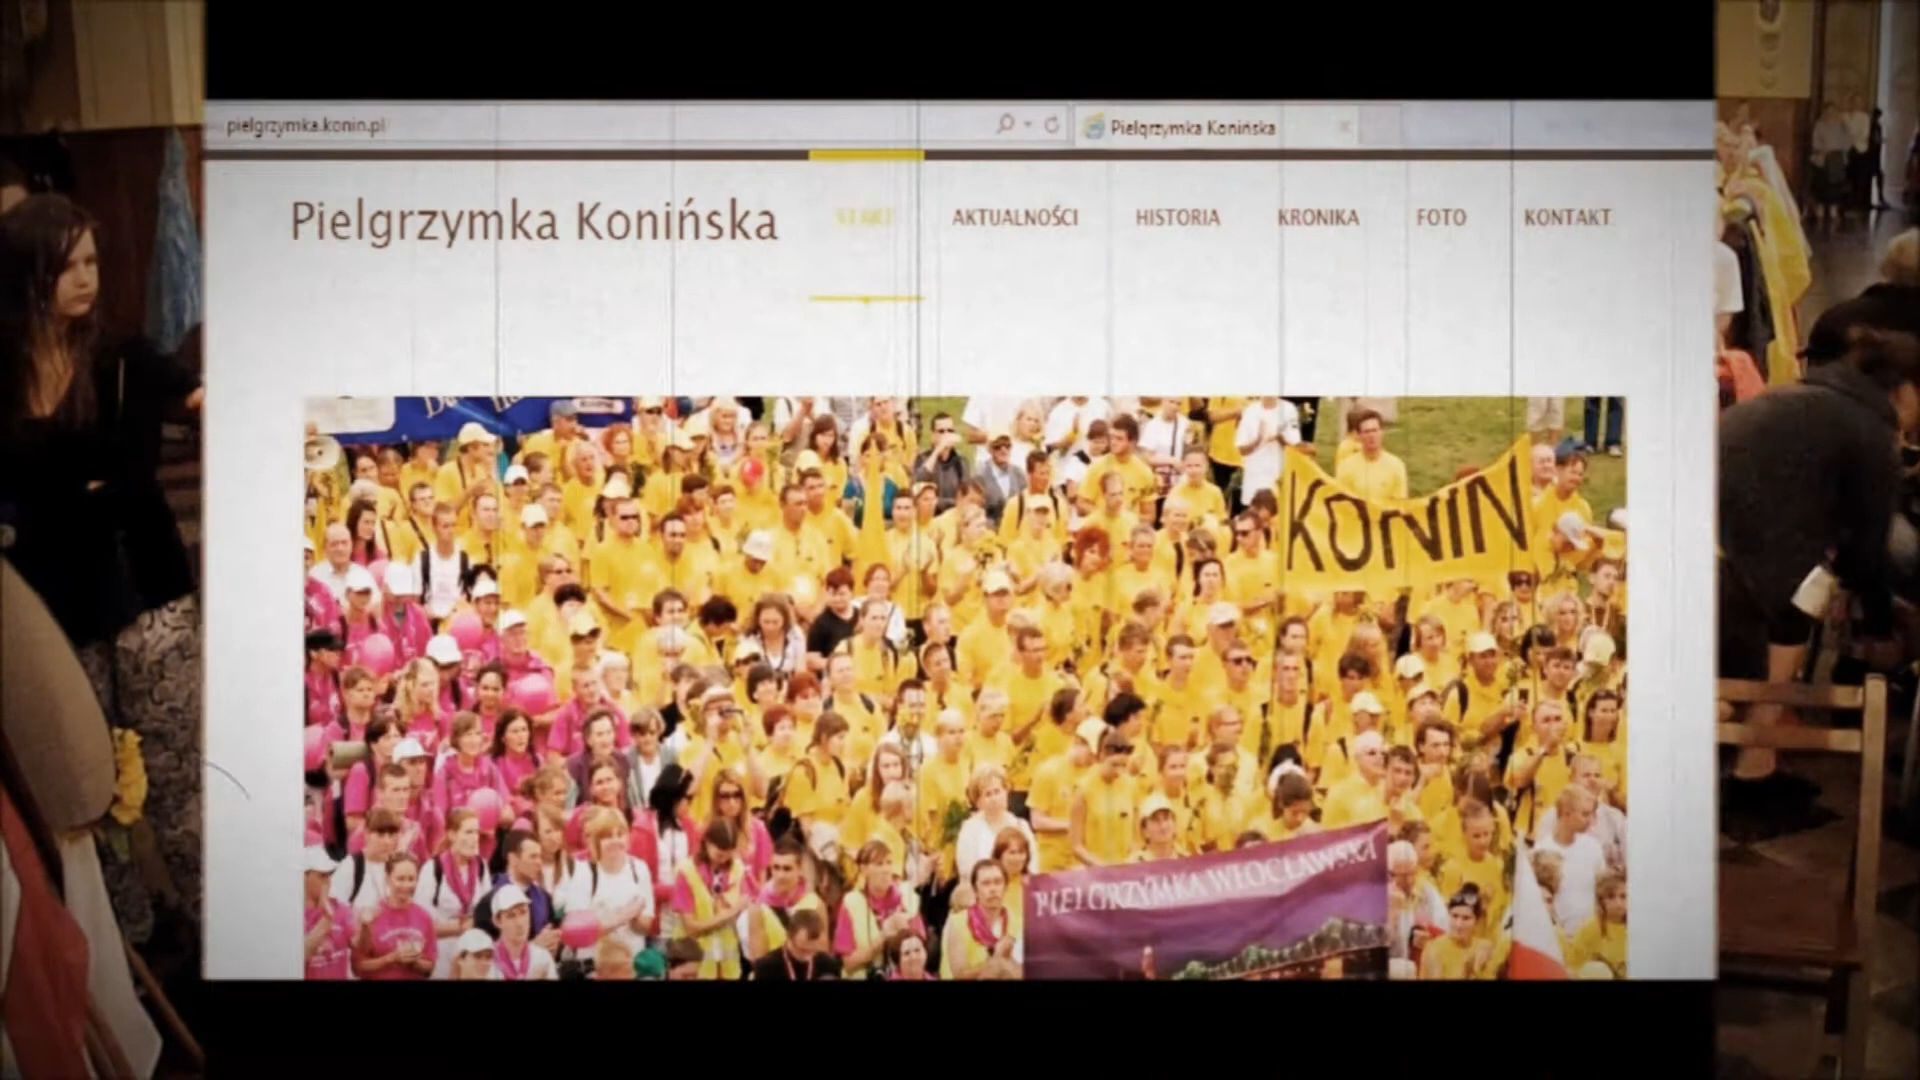 pielgrzymka.konin.pl
Pielgrzymka Konińska
Pielgrzymka Konińska
START
AKTUALNOŚCI
HISTORIA
KRONIKA
FOTO
KONTAKT
KONIN
PIELGRZYMKA WŁOCŁAWSKA